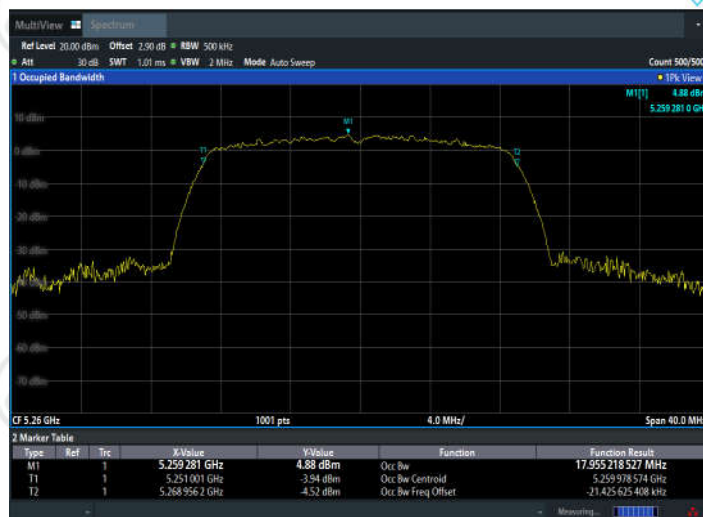 MultiView Spectrum
Ref Level 20.00 dBm Offset 2.90 dB RBW 500 kHz
Att 30 dB SWT 1.01 ms VBW 2 MHz Mode Auto Sweep Count 500/500
1 Occupied Bandwidth 1Pk View
M1[1] 4.88 dBm
5.259 281 0 GH
M1
10 dBm
T1 T2
0 dBm
-10 dBm
-20 dBm
-30 dBm
-40 dBm
-50 dBm
-60 dBm
-70 dBm
CF 5.26 GHz 1001 pts 4.0 MHz/ Span 40.0 MH
2 Marker Table
Type Ref Trc X-Value Y-Value Function Function Result
M1 1 5.259 281 GHz 4.88 dBm Occ Bw 17.955 218 527 MHz
T1 1 5.251 001 GHz -3.94 dBm Occ Bw Centroid 5.259 978 574 GHz
T2 1 5.268 956 2 GHz -4.52 dBm Occ Bw Freq Offset -21.425 625 408 kHz
Measuring...